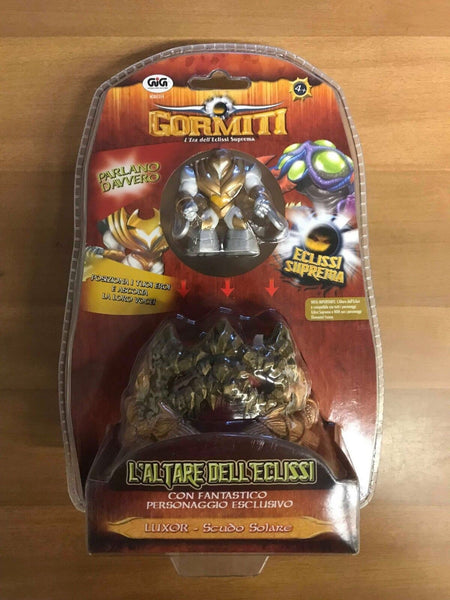 GiGi
4+
GORMITI
L'Era dell'Eclissi Suprema
PARLANO
DAVVERO
ECLISSI
SUPREMA
POSIZIONA I TUOI EROI
E ASCOLTA
LA LORO VOCE!
L'ALTARE DELL'ECLISSI
CON FANTASTICO
PERSONAGGIO ESCLUSIVO
LUXOR - Scudo Solare